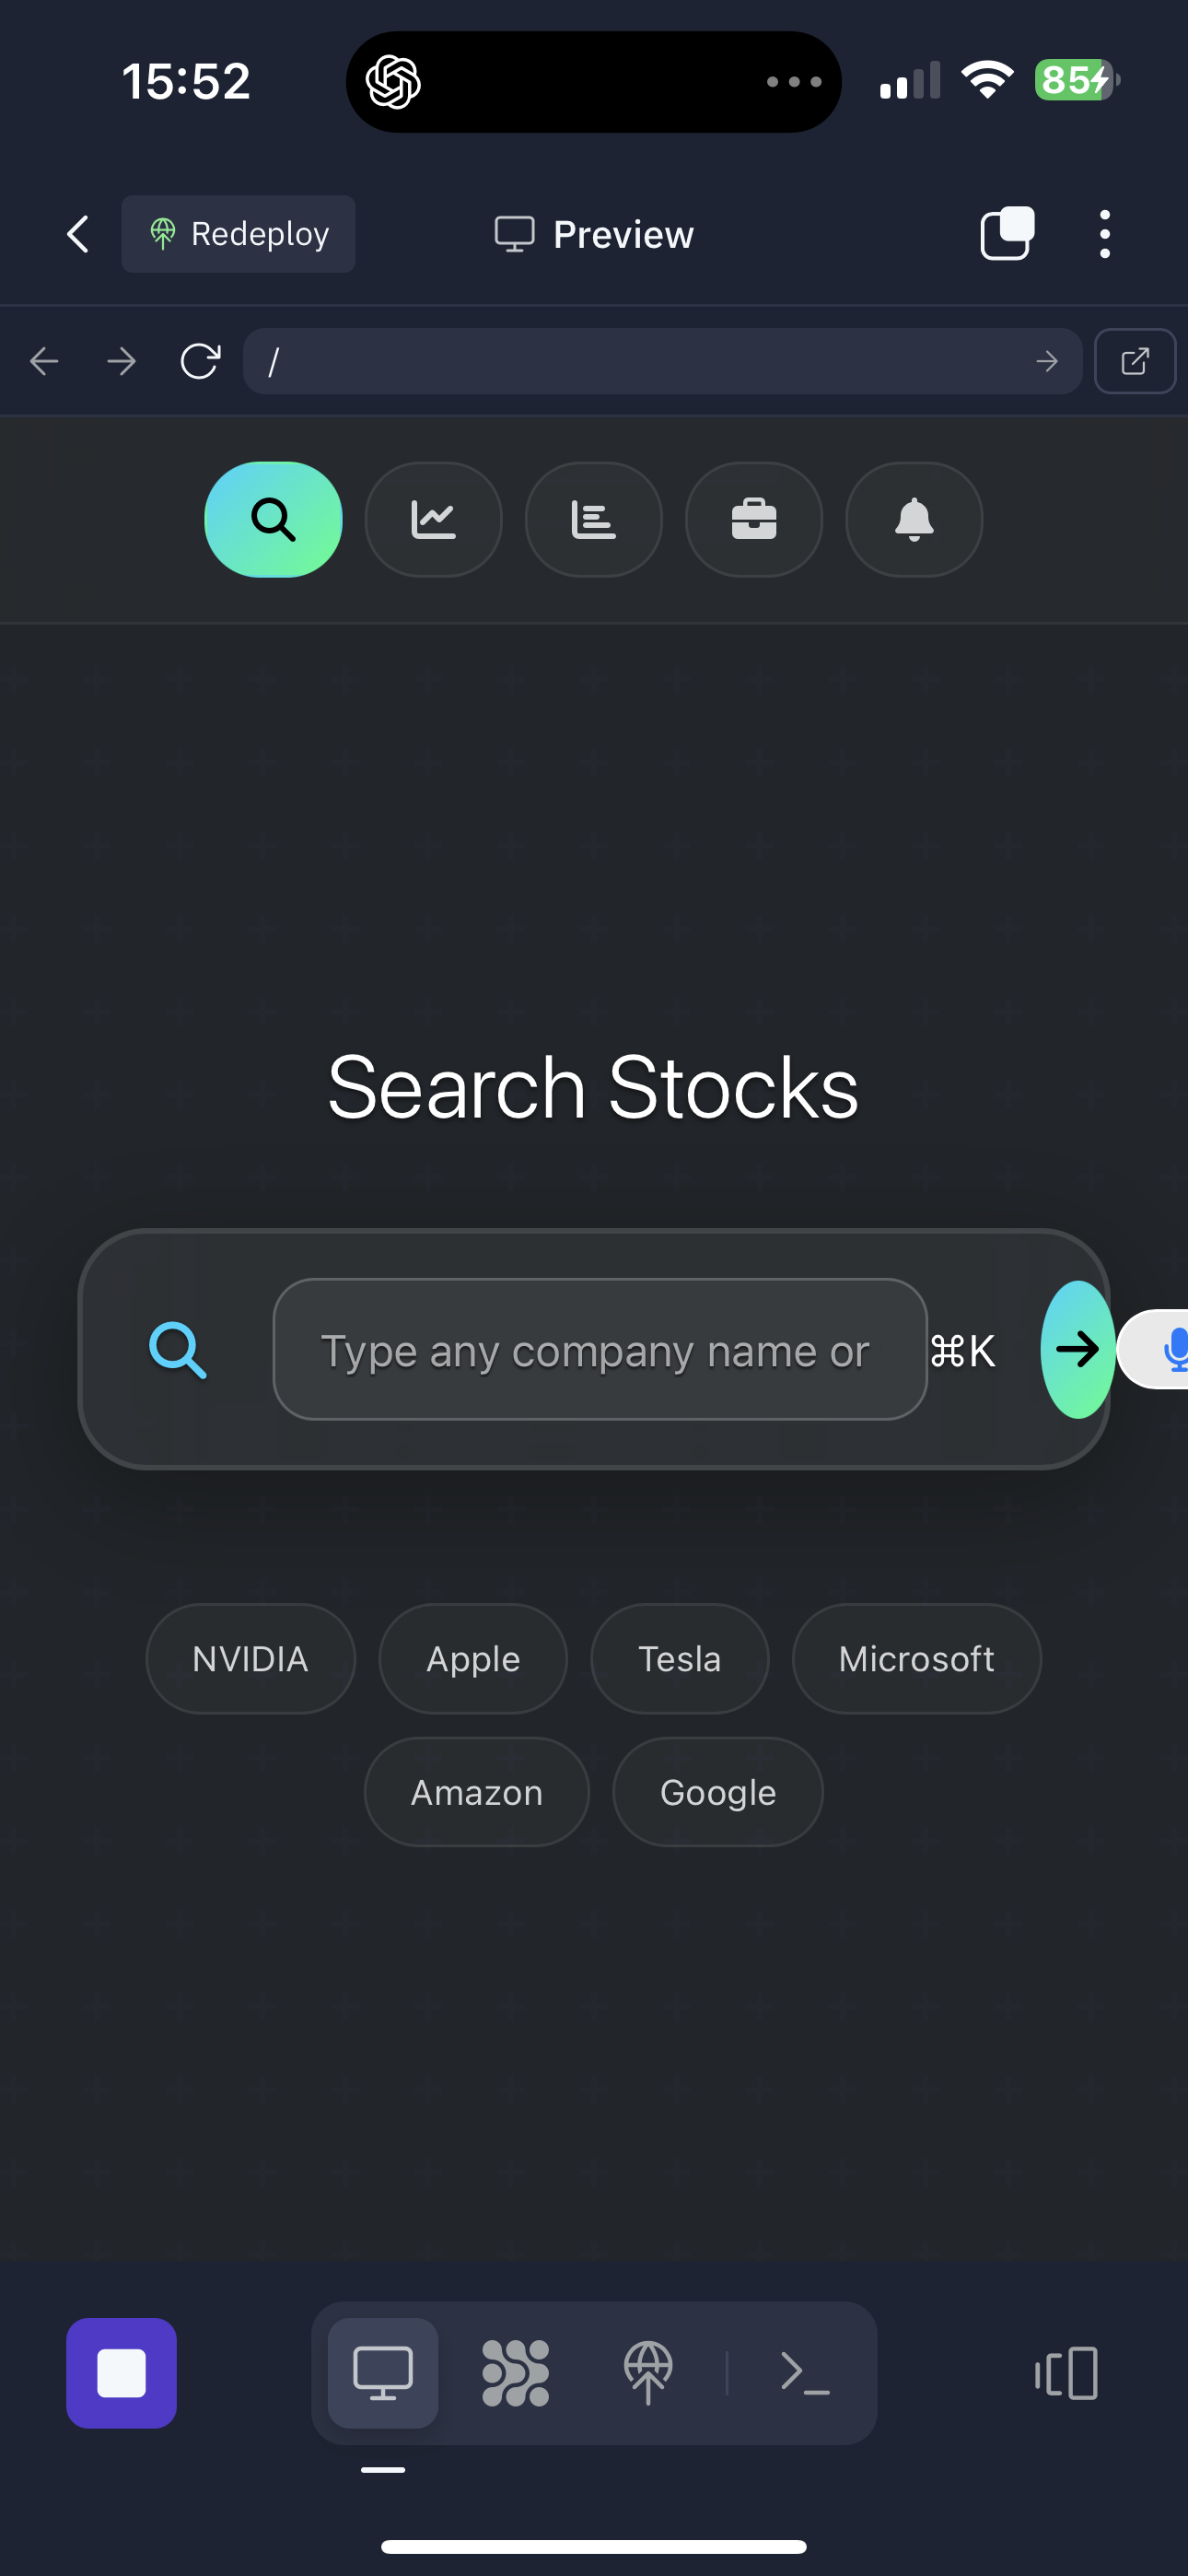 15:52
85
Redeploy
Preview
/
Search Stocks
Type any company name or
⌘K
NVIDIA
Apple
Tesla
Microsoft
Amazon
Google